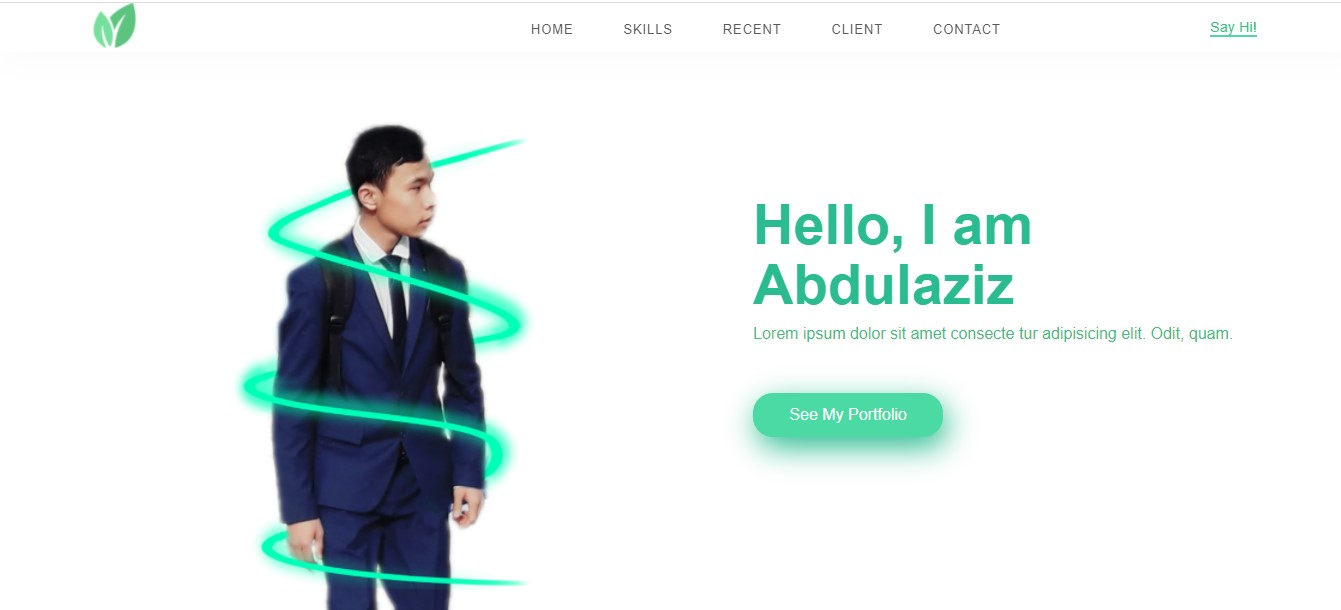 HOME SKILLS RECENT CLIENT CONTACT Say Hi!
Hello, I am
Abdulaziz
Lorem ipsum dolor sit amet consecte tur adipisicing elit. Odit, quam.
See My Portfolio